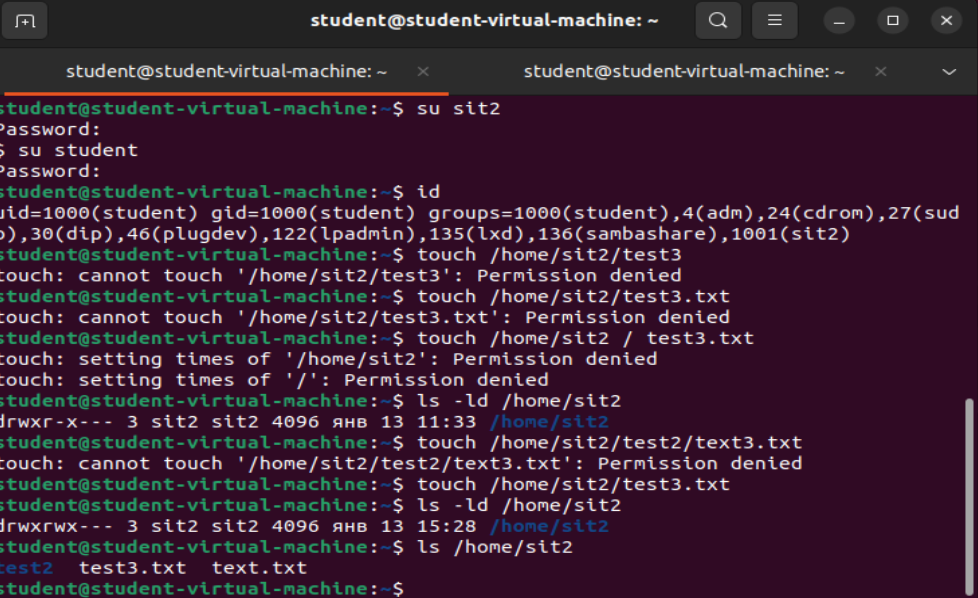 student@student-virtual-machine: ~
student@student-virtual-machine: ~ × student@student-virtual-machine: ~ ×
student@student-virtual-machine:~$ su sit2
Password:
$ su student
Password:
student@student-virtual-machine:~$ id
uid=1000(student) gid=1000(student) groups=1000(student),4(adm),24(cdrom),27(sud
o),30(dip),46(plugdev),122(lpadmin),135(lxd),136(sambashare),1001(sit2)
student@student-virtual-machine:~$ touch /home/sit2/test3
touch: cannot touch '/home/sit2/test3': Permission denied
student@student-virtual-machine:~$ touch /home/sit2/test3.txt
touch: cannot touch '/home/sit2/test3.txt': Permission denied
student@student-virtual-machine:~$ touch /home/sit2 / test3.txt
touch: setting times of '/home/sit2': Permission denied
touch: setting times of '/': Permission denied
student@student-virtual-machine:~$ ls -ld /home/sit2
drwxr-x--- 3 sit2 sit2 4096 янв 13 11:33 /home/sit2
student@student-virtual-machine:~$ touch /home/sit2/test2/text3.txt
touch: cannot touch '/home/sit2/test2/text3.txt': Permission denied
student@student-virtual-machine:~$ touch /home/sit2/test3.txt
student@student-virtual-machine:~$ ls -ld /home/sit2
drwxrwx--- 3 sit2 sit2 4096 янв 13 15:28 /home/sit2
student@student-virtual-machine:~$ ls /home/sit2
test2 test3.txt text.txt
student@student-virtual-machine:~$